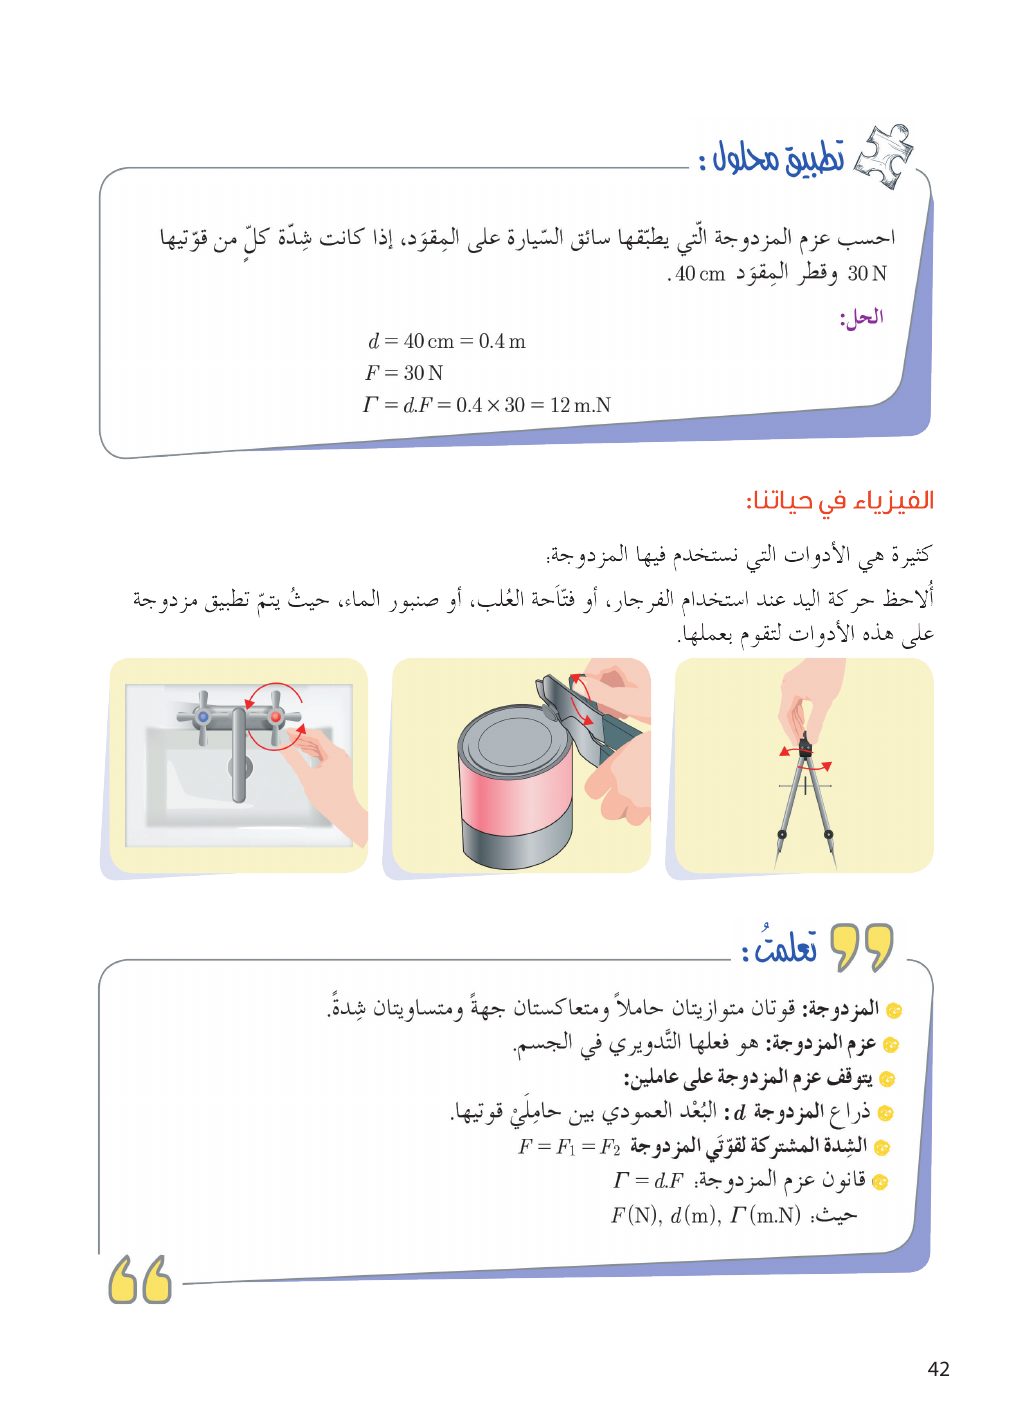 تطبيق محلول :
احسب عزم المزدوجة الّتي يطبّقها سائق السّيارة على المِقوَد، إذا كانت شِدّة كلٍّ من قوّتيها
30 N وقطر المِقوَد 40 cm .
الحل:
d = 40 cm = 0.4 m
F = 30 N
Γ = d.F = 0.4 × 30 = 12 m.N
الفيزياء في حياتنا:
كثيرة هي الأدوات التي نستخدم فيها المزدوجة:
أُلاحظ حركة اليد عند استخدام الفرجار، أو فتّاَحة العُلب، أو صنبور الماء، حيثُ يتمّ تطبيق مزدوجة
على هذه الأدوات لتقوم بعملها.
تعلمتُ :
المزدوجة: قوتان متوازيتان حاملاً ومتعاكستان جهةً ومتساويتان شِدةً.
عزم المزدوجة: هو فعلها التَّدويري في الجسم.
يتوقف عزم المزدوجة على عاملين:
ذراع المزدوجة d : البُعْد العمودي بين حامِلَيْ قوتيها.
الشِدة المشتركة لقوّتَي المزدوجة F = F₁ = F₂
قانون عزم المزدوجة: Γ = d.F
حيث: F (N), d (m), Γ (m.N)
42